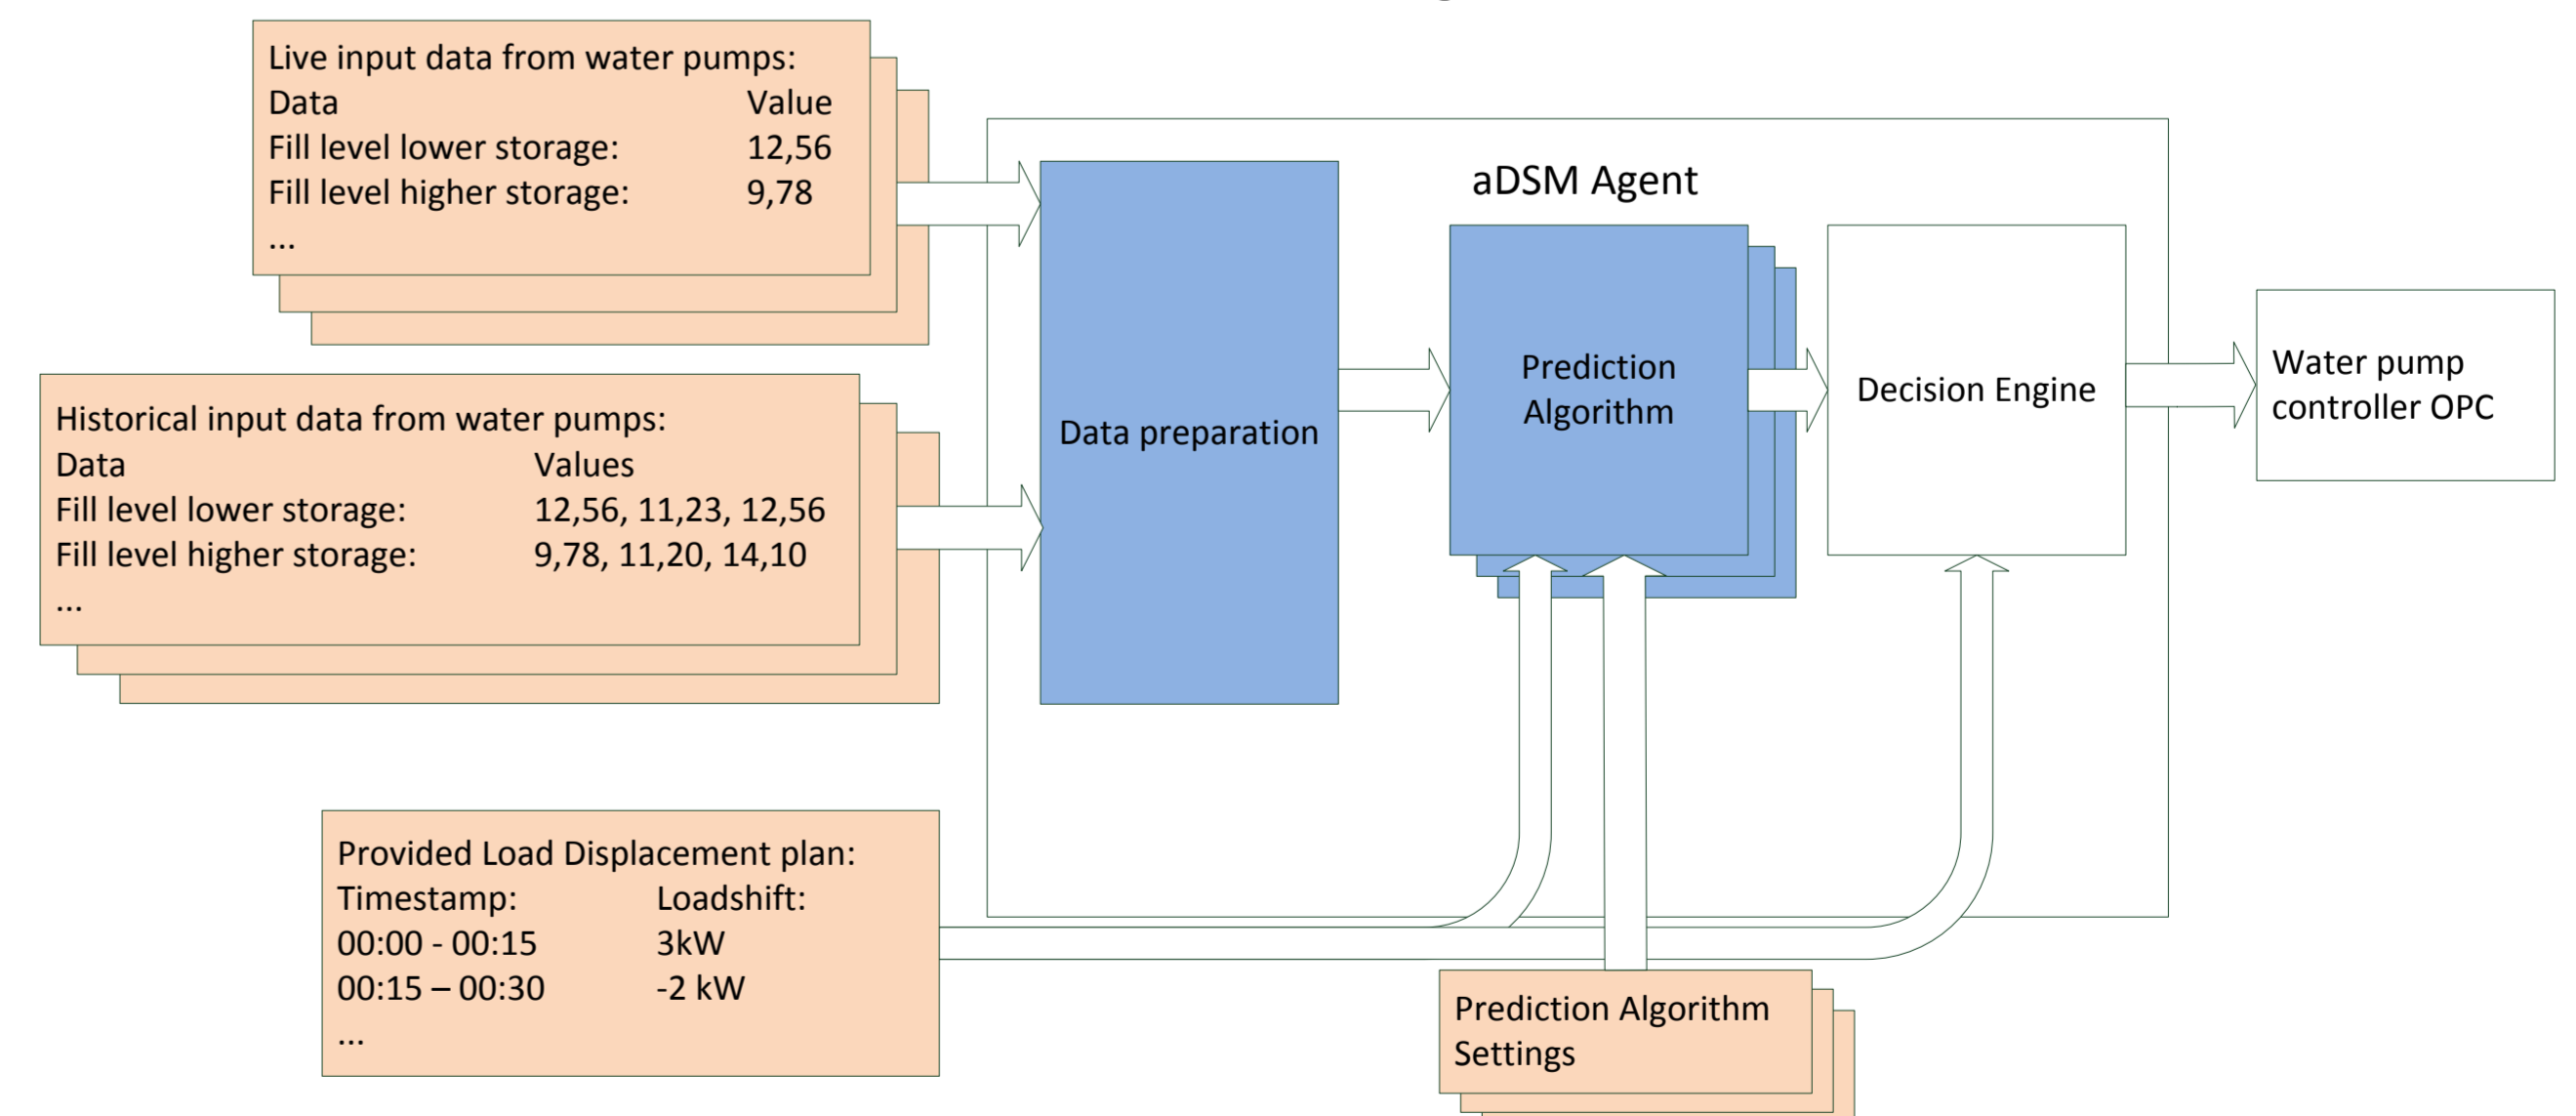 Live input data from water pumps:
Data Value
Fill level lower storage: 12,56
Fill level higher storage: 9,78
...
Historical input data from water pumps:
Data Values
Fill level lower storage: 12,56, 11,23, 12,56
Fill level higher storage: 9,78, 11,20, 14,10
...
Provided Load Displacement plan:
Timestamp: Loadshift:
00:00 - 00:15 3kW
00:15 – 00:30 -2 kW
...
aDSM Agent
Data preparation
Prediction
Algorithm
Decision Engine
Water pump
controller OPC
Prediction Algorithm
Settings